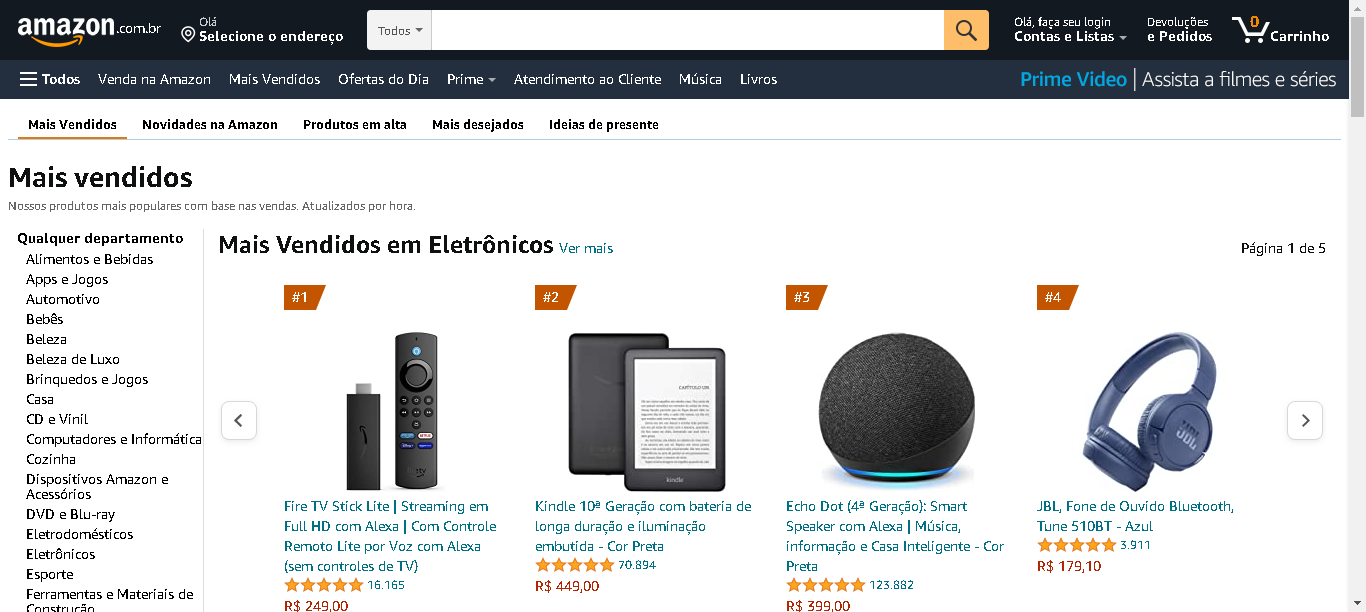 amazon.com.br
Olá
Selecione o endereço
Todos
Olá, faça seu login
Contas e Listas
Devoluções
e Pedidos
0
Carrinho
Todos
Venda na Amazon
Mais Vendidos
Ofertas do Dia
Prime
Atendimento ao Cliente
Música
Livros
Prime Video | Assista a filmes e séries
Mais Vendidos
Novidades na Amazon
Produtos em alta
Mais desejados
Ideias de presente
Mais vendidos
Nossos produtos mais populares com base nas vendas. Atualizados por hora.
Qualquer departamento
Alimentos e Bebidas
Apps e Jogos
Automotivo
Bebês
Beleza
Beleza de Luxo
Brinquedos e Jogos
Casa
CD e Vinil
Computadores e Informática
Cozinha
Dispositivos Amazon e
Acessórios
DVD e Blu-ray
Eletrodomésticos
Eletrônicos
Esporte
Ferramentas e Materiais de
Construção
Mais Vendidos em Eletrônicos Ver mais
Página 1 de 5
#1
Fire TV Stick Lite | Streaming em
Full HD com Alexa | Com Controle
Remoto Lite por Voz com Alexa
(sem controles de TV)
16.165
R$ 249,00
#2
CAPÍTULO UM
kindle
Kindle 10ª Geração com bateria de
longa duração e iluminação
embutida - Cor Preta
70.894
R$ 449,00
#3
Echo Dot (4ª Geração): Smart
Speaker com Alexa | Música,
informação e Casa Inteligente - Cor
Preta
123.882
R$ 399,00
#4
JBL
JBL, Fone de Ouvido Bluetooth,
Tune 510BT - Azul
3.911
R$ 179,10